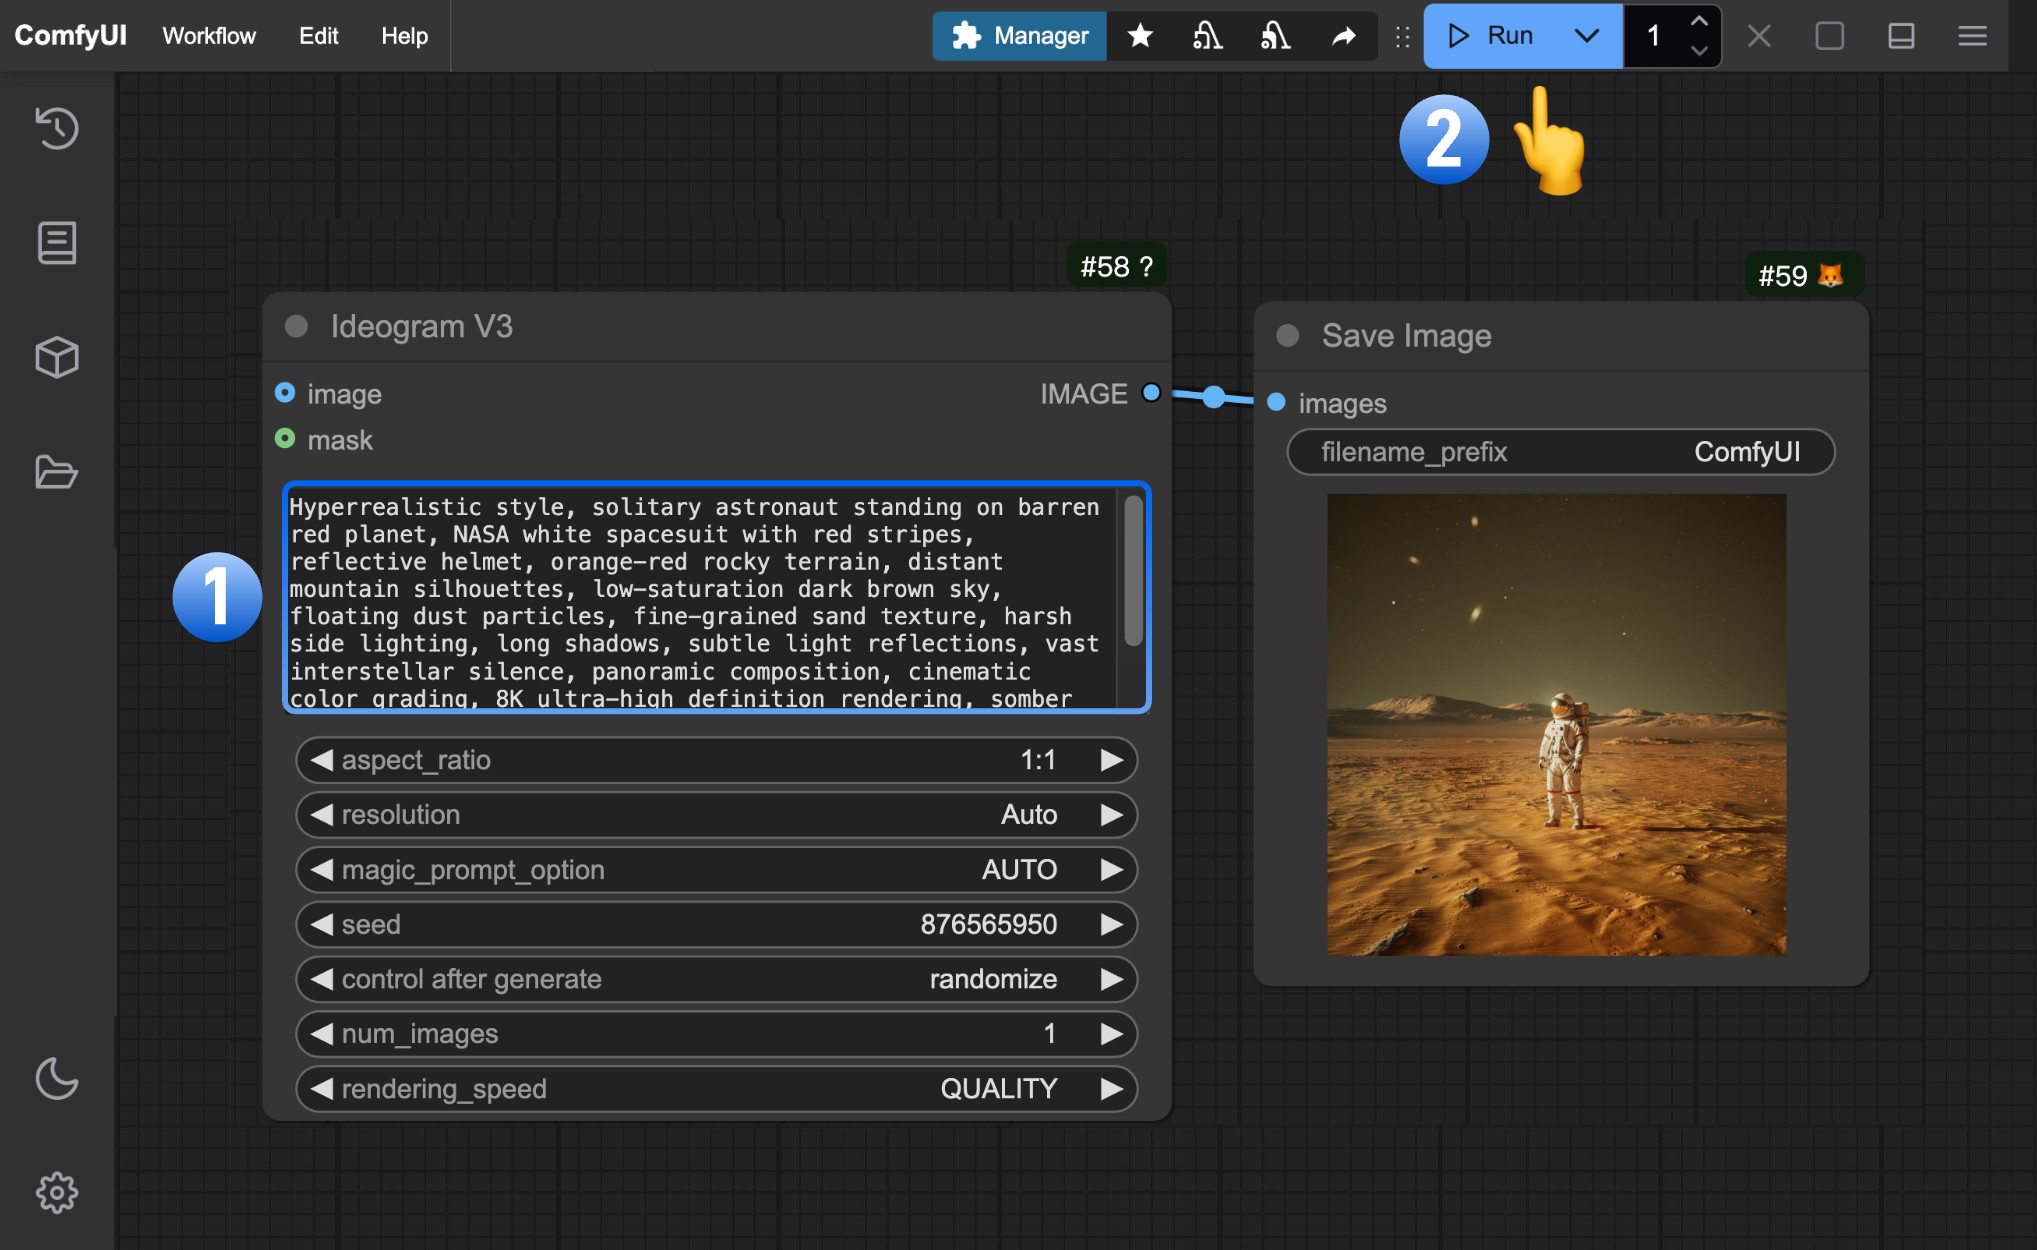 ComfyUI Workflow Edit Help Manager Run 1
2
#58 ?
#59
Ideogram V3
Save Image
image IMAGE
images
mask
filename_prefix ComfyUI
1
Hyperrealistic style, solitary astronaut standing on barren
red planet, NASA white spacesuit with red stripes,
reflective helmet, orange-red rocky terrain, distant
mountain silhouettes, low-saturation dark brown sky,
floating dust particles, fine-grained sand texture, harsh
side lighting, long shadows, subtle light reflections, vast
interstellar silence, panoramic composition, cinematic
color grading, 8K ultra-high definition rendering, somber
aspect_ratio 1:1
resolution Auto
magic_prompt_option AUTO
seed 876565950
control after generate randomize
num_images 1
rendering_speed QUALITY